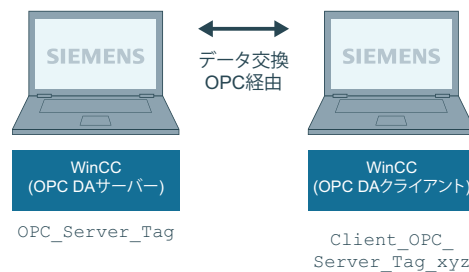 SIEMENS
データ交換
OPC経由
SIEMENS
WinCC
(OPC DAサーバー)
WinCC
(OPC DAクライアント)
OPC_Server_Tag
Client_OPC_
Server_Tag_xyz